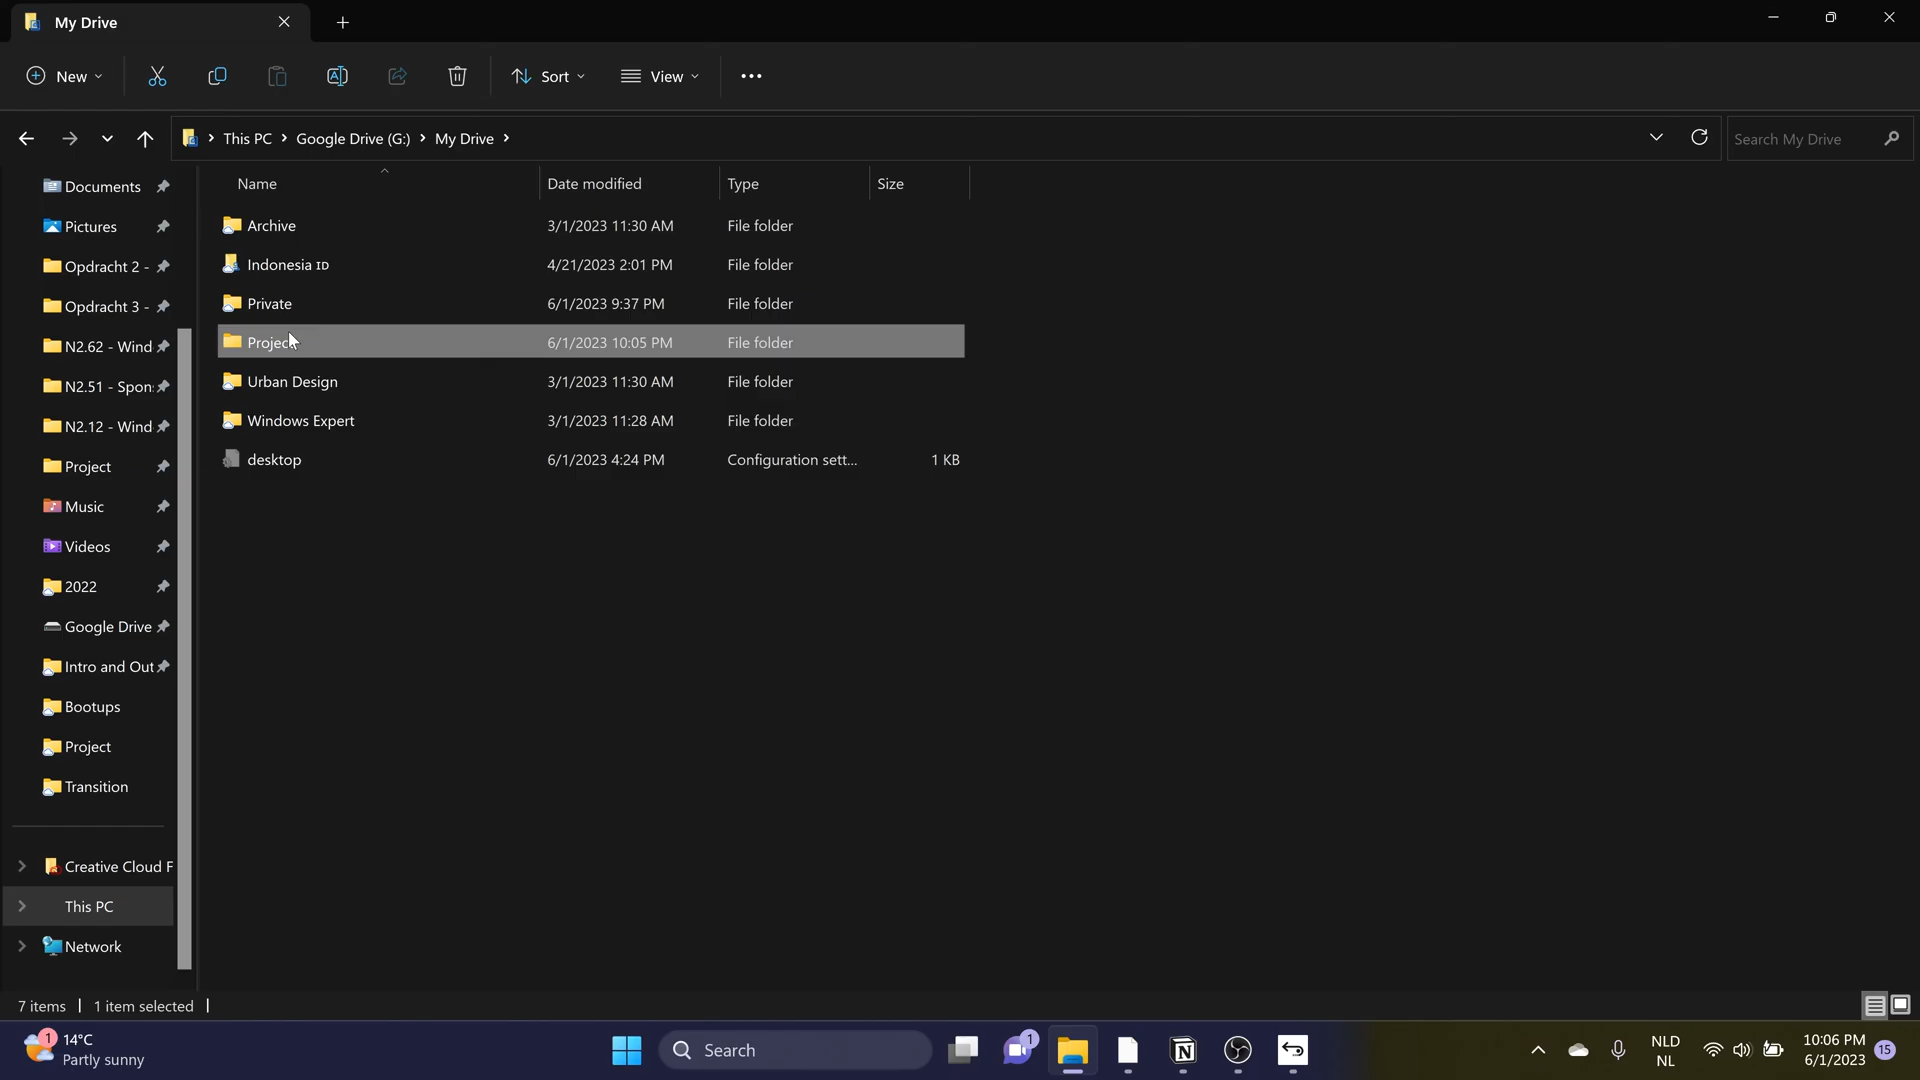 My Drive
New
Sort
View
This PC
Google Drive (G:)
My Drive
Search My Drive
Name
Date modified
Type
Size
Archive 3/1/2023 11:30 AM File folder
Indonesia ID 4/21/2023 2:01 PM File folder
Private 6/1/2023 9:37 PM File folder
Project 6/1/2023 10:05 PM File folder
Urban Design 3/1/2023 11:30 AM File folder
Windows Expert 3/1/2023 11:28 AM File folder
desktop 6/1/2023 4:24 PM Configuration sett... 1 KB
Documents
Pictures
Opdracht 2 -
Opdracht 3 -
N2.62 - Wind
N2.51 - Spon
N2.12 - Wind
Project
Music
Videos
2022
Google Drive
Intro and Out
Bootups
Project
Transition
Creative Cloud F
This PC
Network
7 items
1 item selected
1
14°C
Partly sunny
Search
1
NLD
NL
10:06 PM
6/1/2023
15